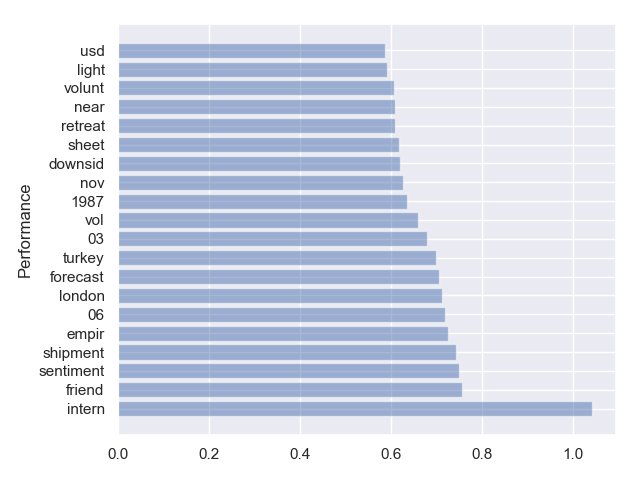 usd
light
volunt
near
retreat
sheet
downsid
nov
1987
vol
03
turkey
forecast
london
06
empir
shipment
sentiment
friend
intern
Performance
0.0 0.2 0.4 0.6 0.8 1.0